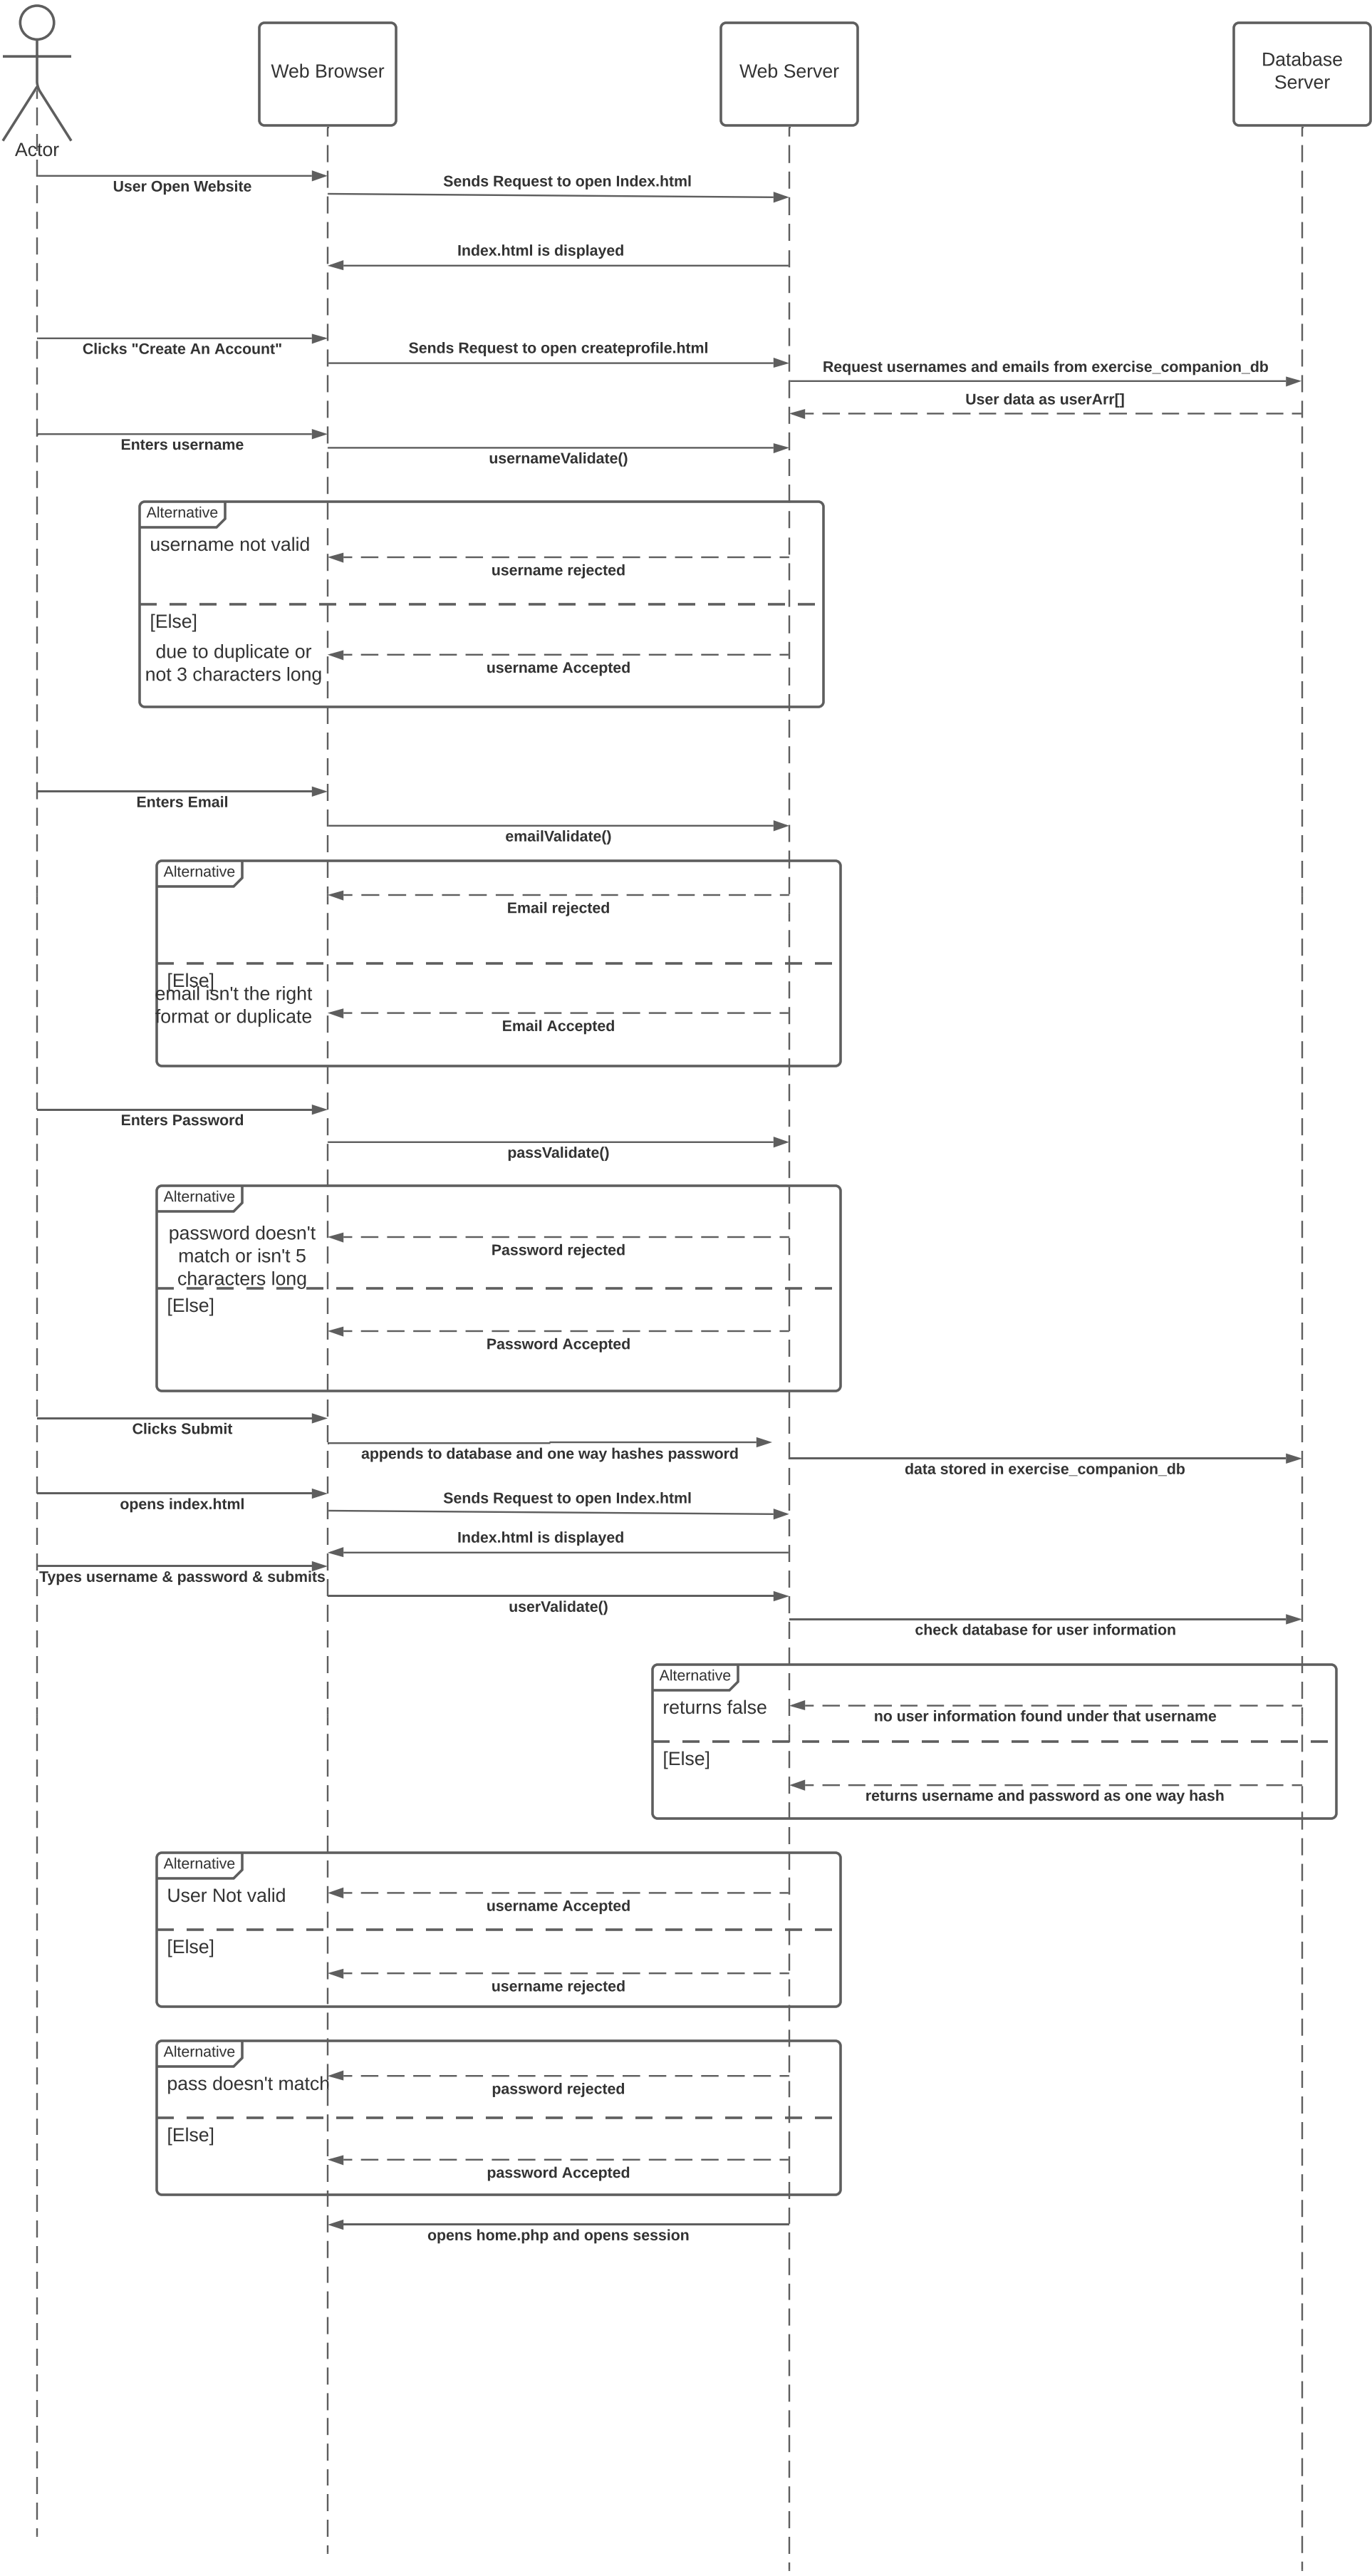 Actor
Web Browser
Web Server
Database
Server
User Open Website
Sends Request to open Index.html
Index.html is displayed
Clicks "Create An Account"
Sends Request to open createprofile.html
Request usernames and emails from exercise_companion_db
User data as userArr[]
Enters username
usernameValidate()
Alternative
username not valid
username rejected
[Else]
due to duplicate or
not 3 characters long
username Accepted
Enters Email
emailValidate()
Alternative
Email rejected
[Else]
email isn't the right
format or duplicate
Email Accepted
Enters Password
passValidate()
Alternative
password doesn't
match or isn't 5
characters long
Password rejected
[Else]
Password Accepted
Clicks Submit
appends to database and one way hashes password
data stored in exercise_companion_db
opens index.html
Sends Request to open Index.html
Index.html is displayed
Types username & password & submits
userValidate()
check database for user information
Alternative
returns false
no user information found under that username
[Else]
returns username and password as one way hash
Alternative
User Not valid
username Accepted
[Else]
username rejected
Alternative
pass doesn't match
password rejected
[Else]
password Accepted
opens home.php and opens session